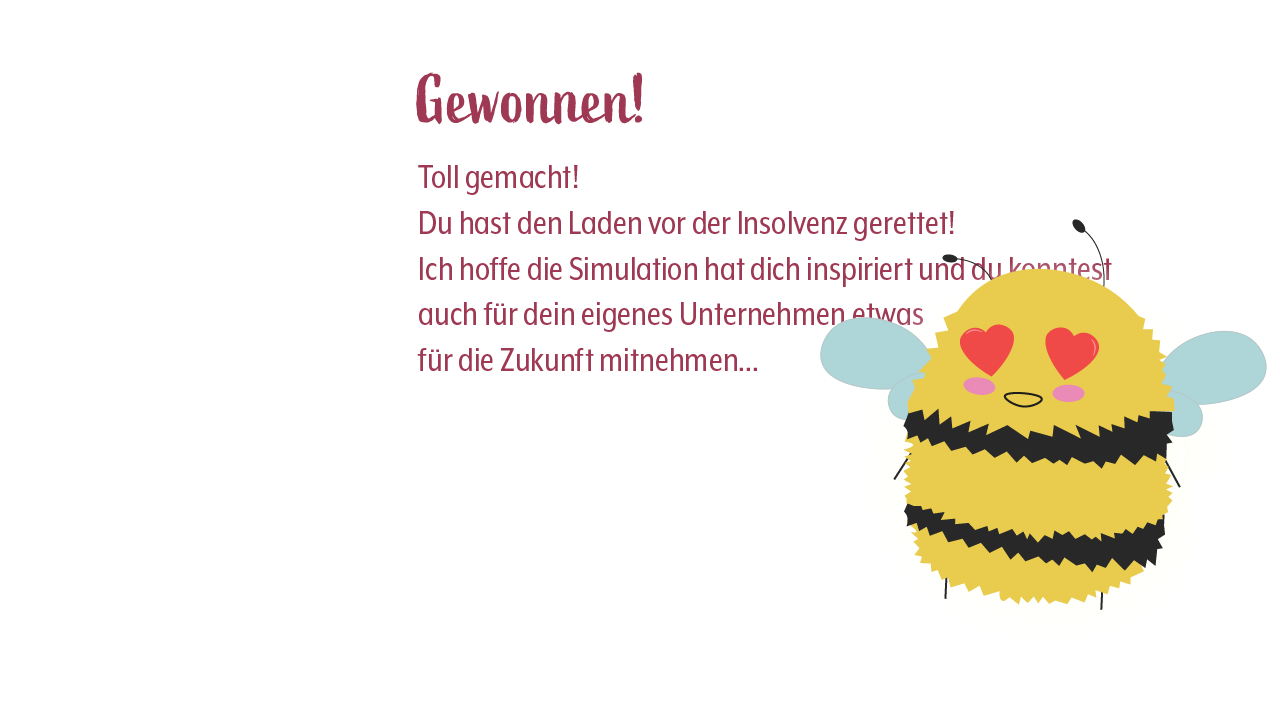 Gewonnen!
Toll gemacht!
Du hast den Laden vor der Insolvenz gerettet!
Ich hoffe die Simulation hat dich inspiriert und du konntest
auch für dein eigenes Unternehmen etwas
für die Zukunft mitnehmen...